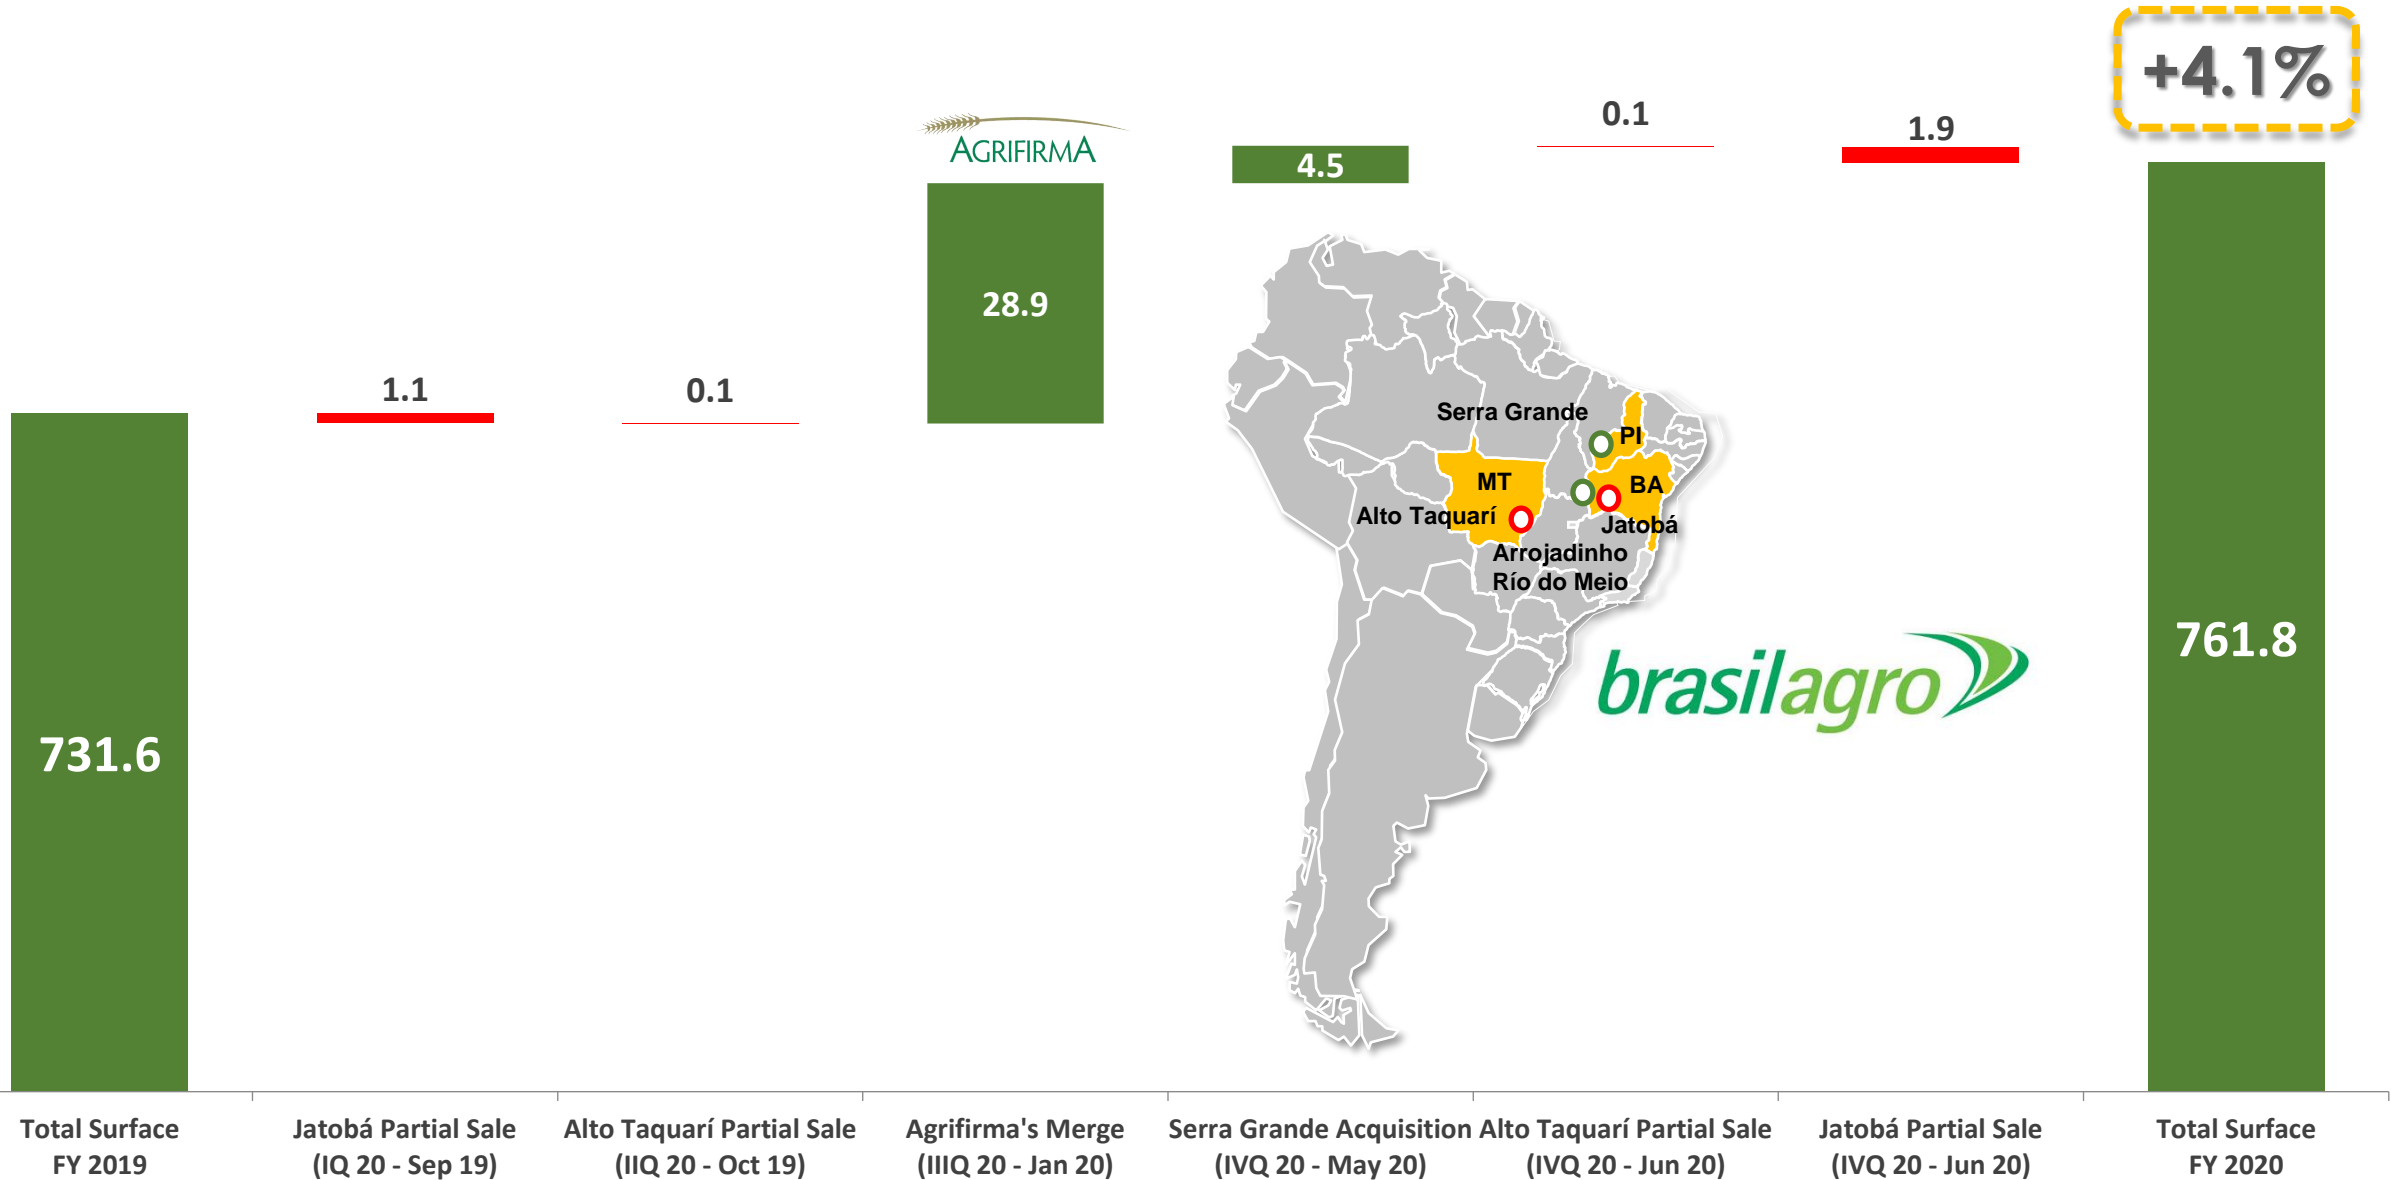 +4.1%
AGRIFIRMA
0.1
1.9
4.5
28.9
1.1
0.1
Serra Grande
PI
MT
BA
Alto Taquarí
Jatobá
Arrojadinho
Río do Meio
brasilagro
731.6
761.8
Total Surface
FY 2019
Jatobá Partial Sale
(IQ 20 - Sep 19)
Alto Taquarí Partial Sale
(IIQ 20 - Oct 19)
Agrifirma's Merge
(IIIQ 20 - Jan 20)
Serra Grande Acquisition
(IVQ 20 - May 20)
Alto Taquarí Partial Sale
(IVQ 20 - Jun 20)
Jatobá Partial Sale
(IVQ 20 - Jun 20)
Total Surface
FY 2020